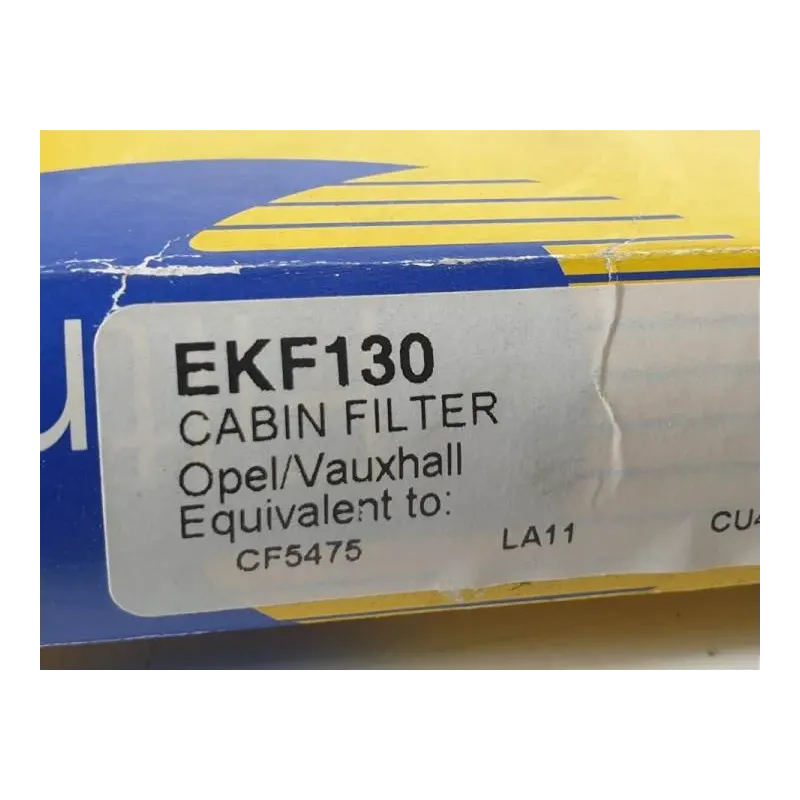 EKF130
CABIN FILTER
Opel/Vauxhall
Equivalent to:
CF5475 LA11